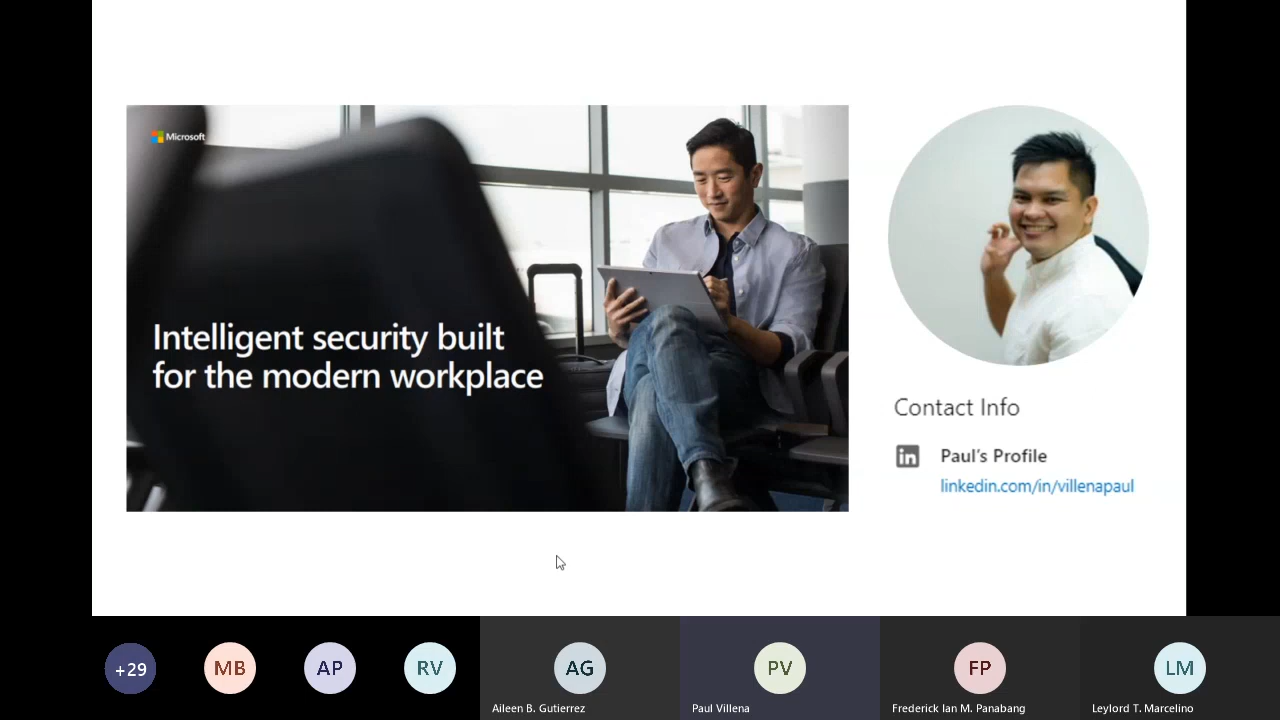 Microsoft
Intelligent security built
for the modern workplace
Contact Info
in
Paul's Profile
linkedin.com/in/villenapaul
+29
MB
AP
RV
AG
PV
FP
LM
Aileen B. Gutierrez
Paul Villena
Frederick Ian M. Panabang
Leylord T. Marcelino